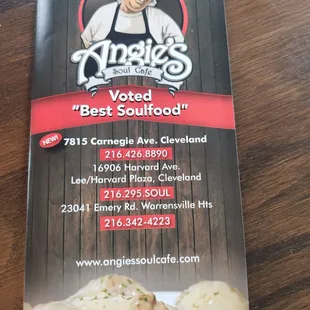 Angie's
Soul Cafe
Voted
"Best Soulfood"
NEW! 7815 Carnegie Ave. Cleveland
216.426.8890
16906 Harvard Ave.
Lee/Harvard Plaza, Cleveland
216.295.SOUL
23041 Emery Rd. Warrensville Hts
216.342-4223
www.angiessoulcafe.com